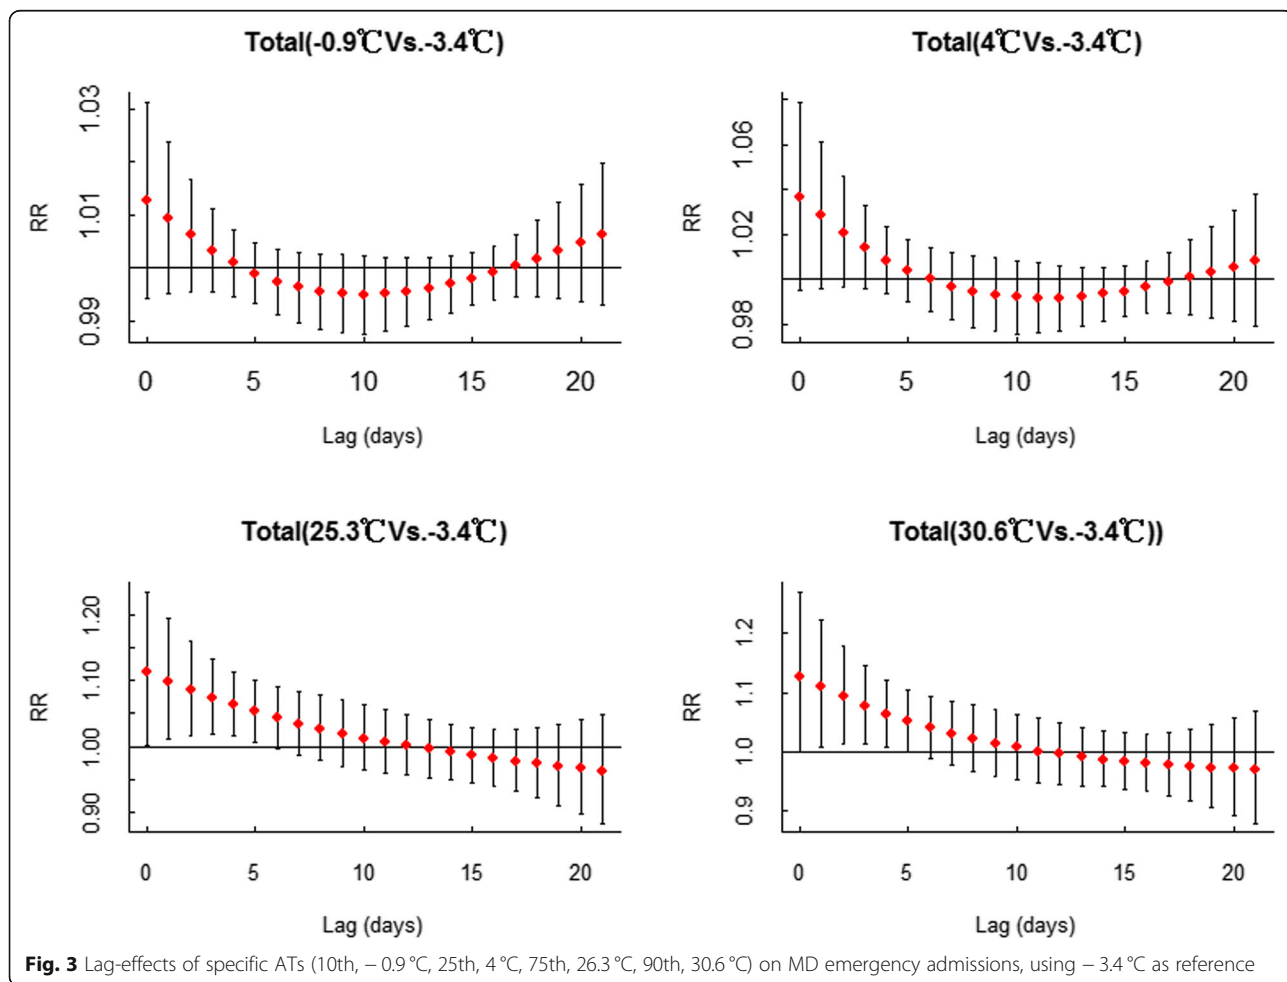 Total(-0.9℃Vs.-3.4℃)
RR
1.03
1.01
0.99
0 5 10 15 20
Lag (days)
Total(4℃Vs.-3.4℃)
RR
1.06
1.02
0.98
0 5 10 15 20
Lag (days)
Total(25.3℃Vs.-3.4℃)
RR
1.20
1.10
1.00
0.90
0 5 10 15 20
Lag (days)
Total(30.6℃Vs.-3.4℃))
RR
1.2
1.1
1.0
0.9
0 5 10 15 20
Lag (days)
Fig. 3 Lag-effects of specific ATs (10th, − 0.9 °C, 25th, 4 °C, 75th, 26.3 °C, 90th, 30.6 °C) on MD emergency admissions, using − 3.4 °C as reference